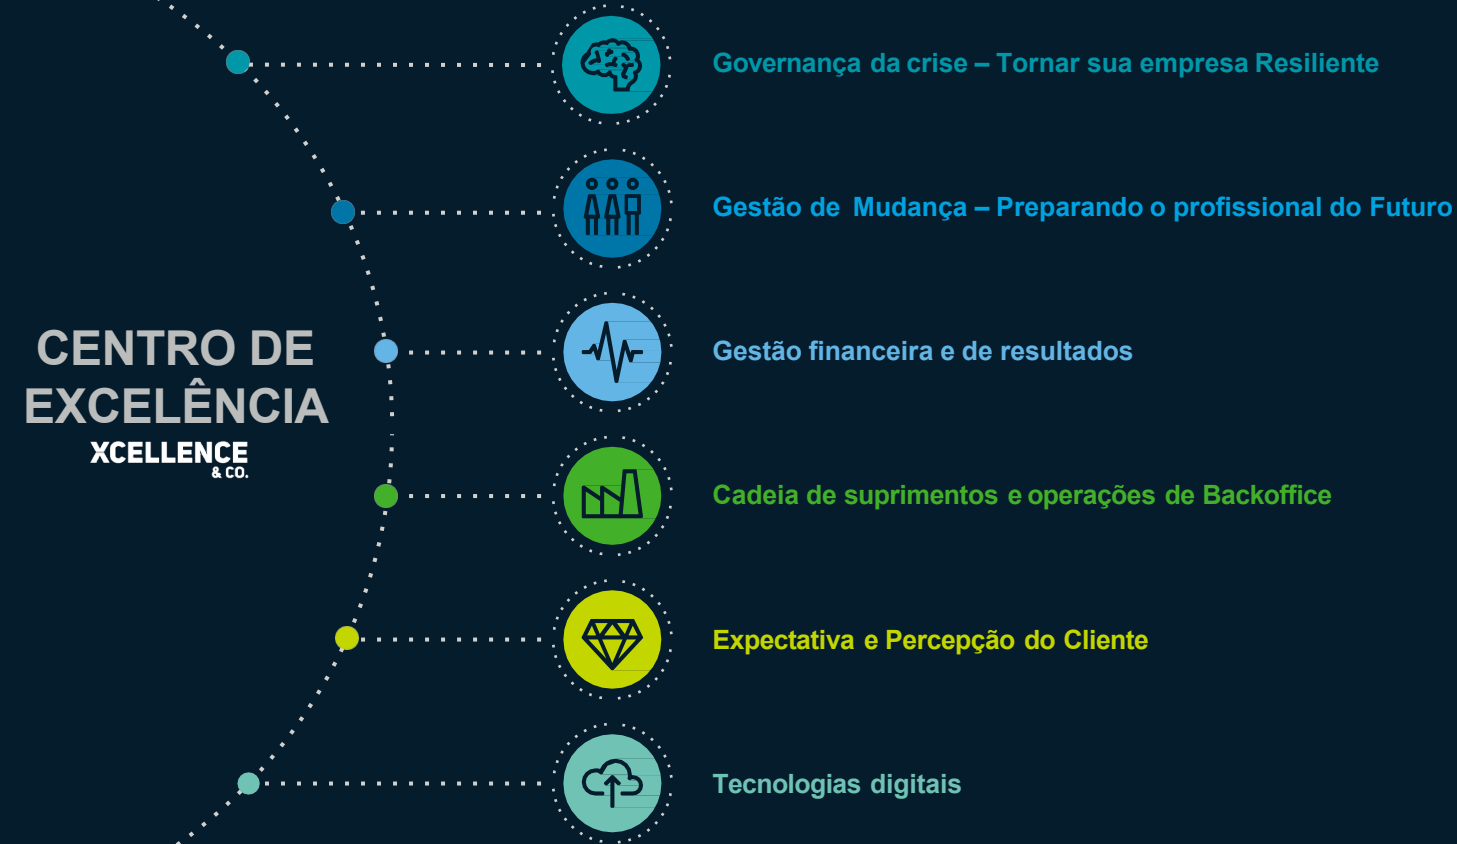 Governança da crise – Tornar sua empresa Resiliente
Gestão de Mudança – Preparando o profissional do Futuro
CENTRO DE
EXCELÊNCIA
XCELLENCE
& CO.
Gestão financeira e de resultados
Cadeia de suprimentos e operações de Backoffice
Expectativa e Percepção do Cliente
Tecnologias digitais